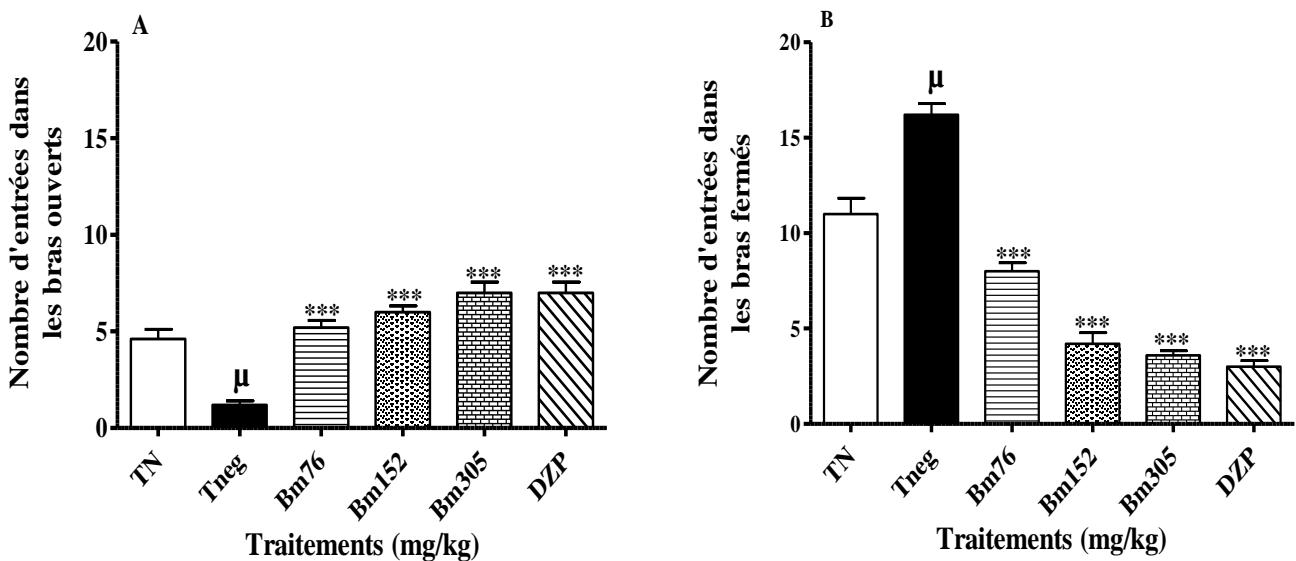 A
Nombre d'entrées dans
les bras ouverts
20
15
10
5
0
µ
***
***
***
***
TN
Tneg
Bm76
Bm152
Bm305
DZP
Traitements (mg/kg)
B
Nombre d'entrées dans
les bras fermés
20
15
10
5
0
µ
***
***
***
***
TN
Tneg
Bm76
Bm152
Bm305
DZP
Traitements (mg/kg)